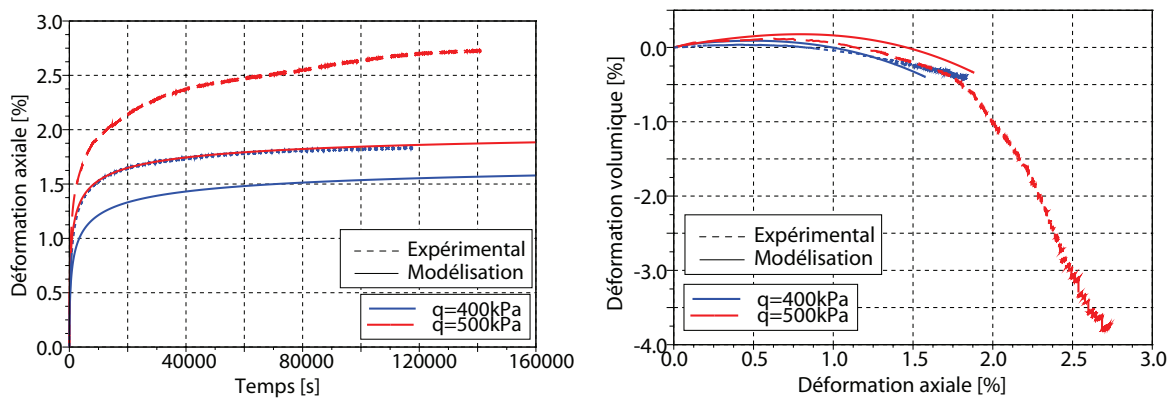 3.0
2.5
2.0
1.5
1.0
0.5
0.0
Déformation axiale [%]
0
40000
80000
120000
160000
Temps [s]
Expérimental
Modélisation
q=400kPa
q=500kPa
0.0
-1.0
-2.0
-3.0
-4.0
Déformation volumique [%]
0.0
0.5
1.0
1.5
2.0
2.5
3.0
Déformation axiale [%]
Expérimental
Modélisation
q=400kPa
q=500kPa